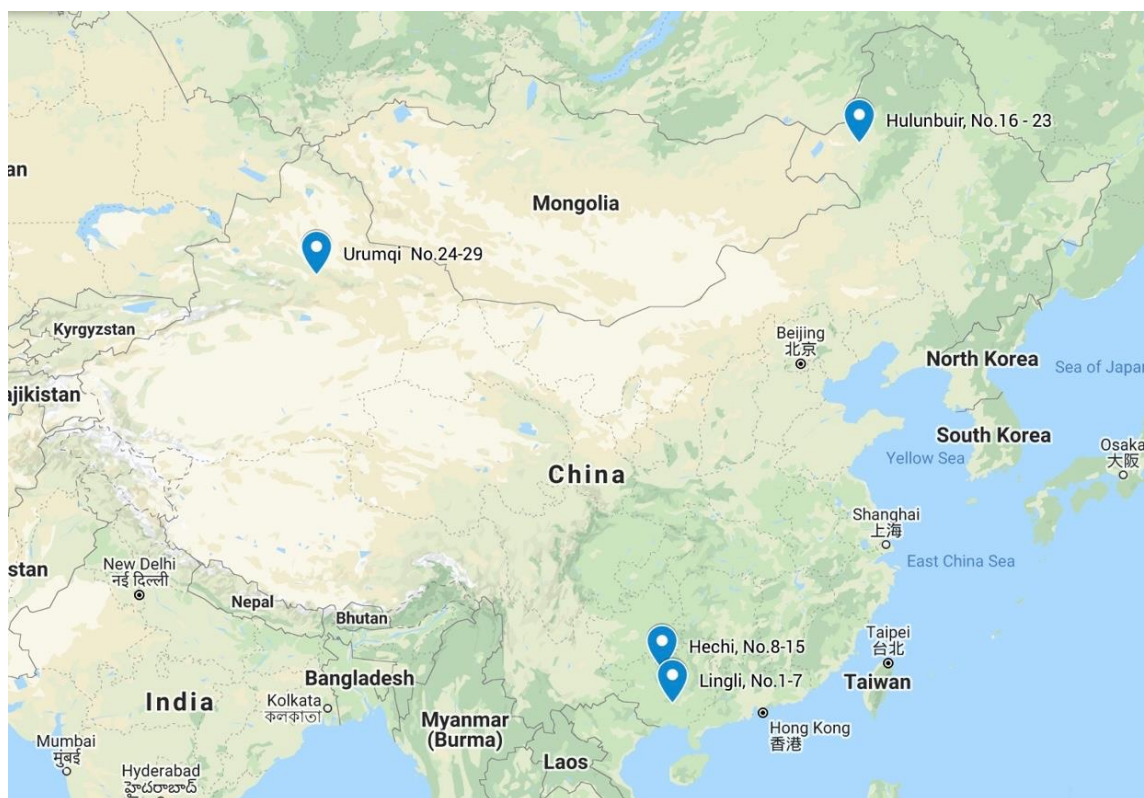 Hulunbuir, No.16 - 23
an
Mongolia
Urumqi No.24-29
Kyrgyzstan
Beijing
北京
North Korea
Sea of Japa
ajikistan
South Korea
Osaka
大阪
Yellow Sea
China
Shanghai
上海
East China Sea
New Delhi
नई दिल्ली
stan
Nepal
Bhutan
Taipei
台北
Hechi, No.8-15
Lingli, No.1-7
Taiwan
Bangladesh
India
Kolkata
কলকাতা
Myanmar
(Burma)
Hong Kong
香港
Mumbai
मुंबई
Laos
Hyderabad
హైదరాబాద్